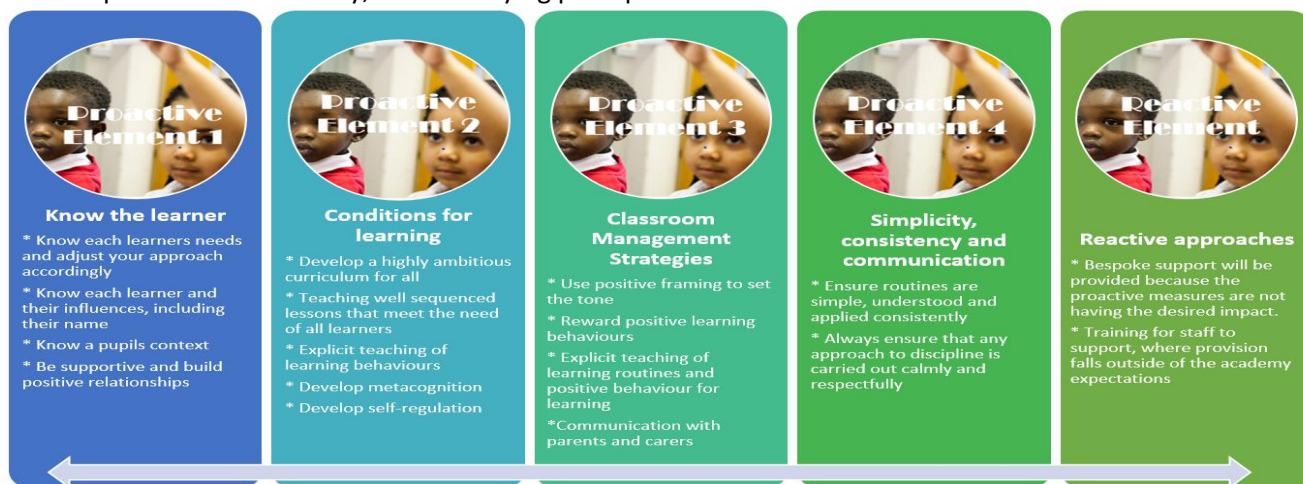 Proactive
Element 1
Know the learner
* Know each learners needs
and adjust your approach
accordingly
* Know each learner and
their influences, including
their name
* Know a pupils context
* Be supportive and build
positive relationships
Proactive
Element 2
Conditions for
learning
* Develop a highly ambitious
curriculum for all
* Teaching well sequenced
lessons that meet the need
of all learners
* Explicit teaching of
learning behaviours
* Develop metacognition
* Develop self-regulation
Proactive
Element 3
Classroom
Management
Strategies
* Use positive framing to set
the tone
* Reward positive learning
behaviours
* Explicit teaching of
learning routines and
positive behaviour for
learning
*Communication with
parents and carers
Proactive
Element 4
Simplicity,
consistency and
communication
* Ensure routines are
simple, understood and
applied consistently
* Always ensure that any
approach to discipline is
carried out calmly and
respectfully
Reactive
Element
Reactive approaches
* Bespoke support will be
provided because the
proactive measures are not
having the desired impact.
* Training for staff to
support, where provision
falls outside of the academy
expectations